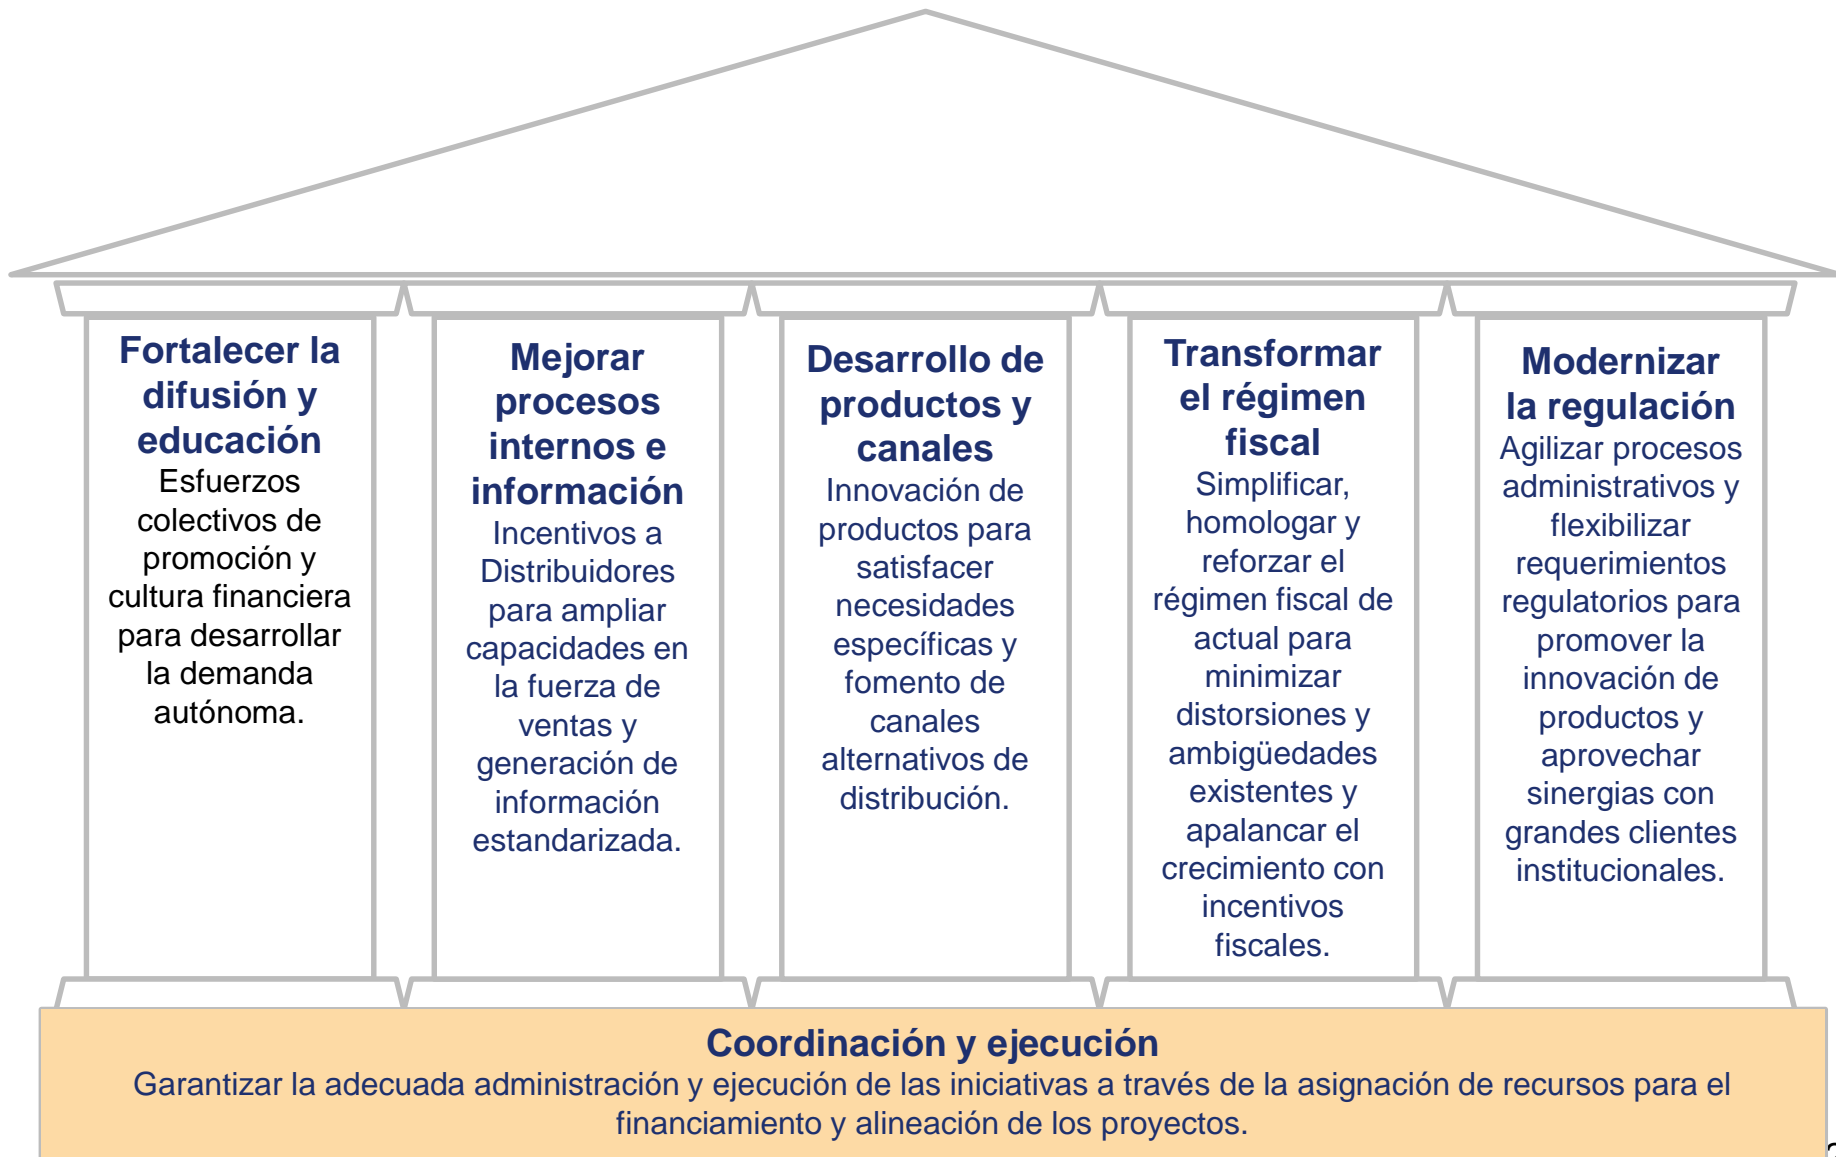 Fortalecer la
difusión y
educación
Esfuerzos
colectivos de
promoción y
cultura financiera
para desarrollar
la demanda
autónoma.
Mejorar
procesos
internos e
información
Incentivos a
Distribuidores
para ampliar
capacidades en
la fuerza de
ventas y
generación de
información
estandarizada.
Desarrollo de
productos y
canales
Innovación de
productos para
satisfacer
necesidades
específicas y
fomento de
canales
alternativos de
distribución.
Transformar
el régimen
fiscal
Simplificar,
homologar y
reforzar el
régimen fiscal de
actual para
minimizar
distorsiones y
ambigüedades
existentes y
apalancar el
crecimiento con
incentivos
fiscales.
Modernizar
la regulación
Agilizar procesos
administrativos y
flexibilizar
requerimientos
regulatorios para
promover la
innovación de
productos y
aprovechar
sinergias con
grandes clientes
institucionales.
Coordinación y ejecución
Garantizar la adecuada administración y ejecución de las iniciativas a través de la asignación de recursos para el
financiamiento y alineación de los proyectos.